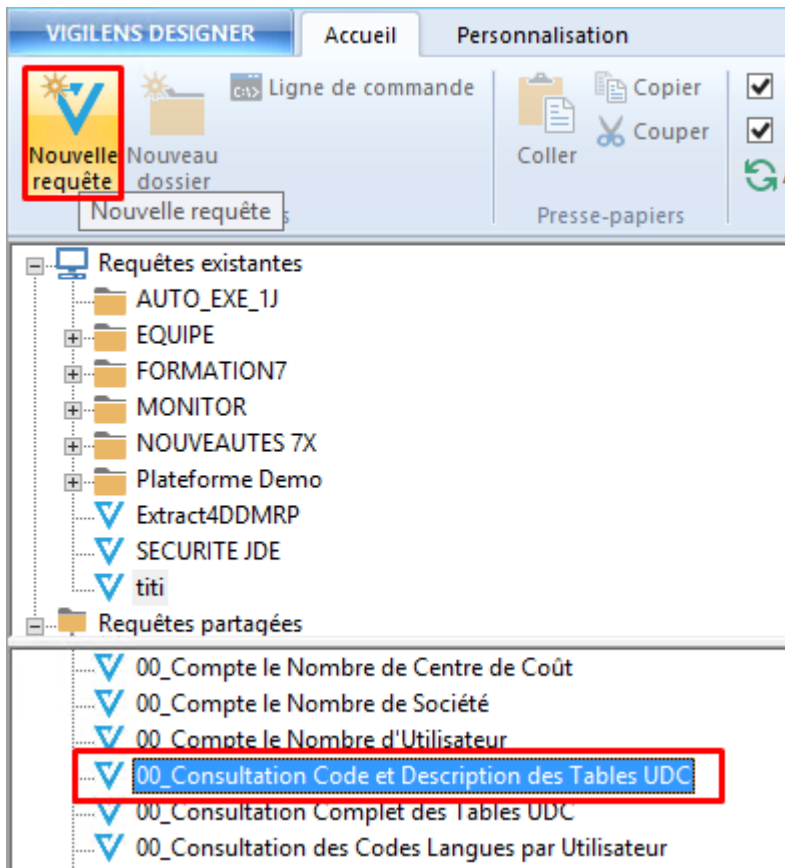 VIGILENS DESIGNER Accueil Personnalisation
Ligne de commande
Copier
Couper
Coller
Nouvelle Nouveau
requête dossier
Nouvelle requête
Presse-papiers
Requêtes existantes
AUTO_EXE_1J
EQUIPE
FORMATION7
MONITOR
NOUVEAUTES 7X
Plateforme Demo
Extract4DDMRP
SECURITE JDE
titi
Requêtes partagées
00_Compte le Nombre de Centre de Coût
00_Compte le Nombre de Société
00_Compte le Nombre d'Utilisateur
00_Consultation Code et Description des Tables UDC
00_Consultation Complet des Tables UDC
00_Consultation des Codes Langues par Utilisateur